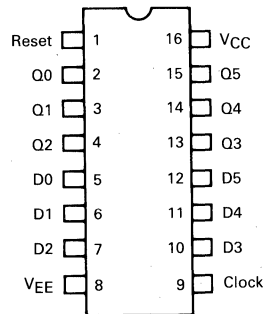 Reset 1 16 VCC
Q0 2 15 Q5
Q1 3 14 Q4
Q2 4 13 Q3
D0 5 12 D5
D1 6 11 D4
D2 7 10 D3
VEE 8 9 Clock